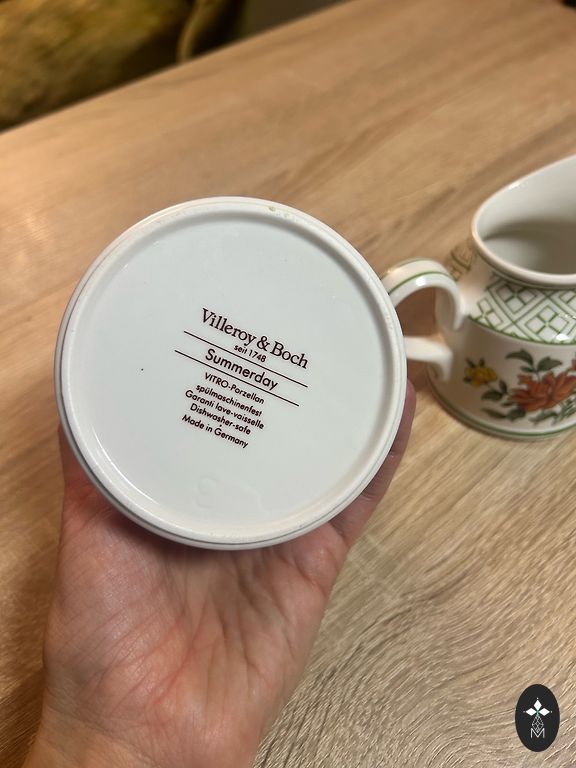 Villeroy & Boch
seit 1748
Summerday
VITRO-Porzellan
spülmaschinenfest
Garanti lave-vaisselle
Dishwasher-safe
Made in Germany
M